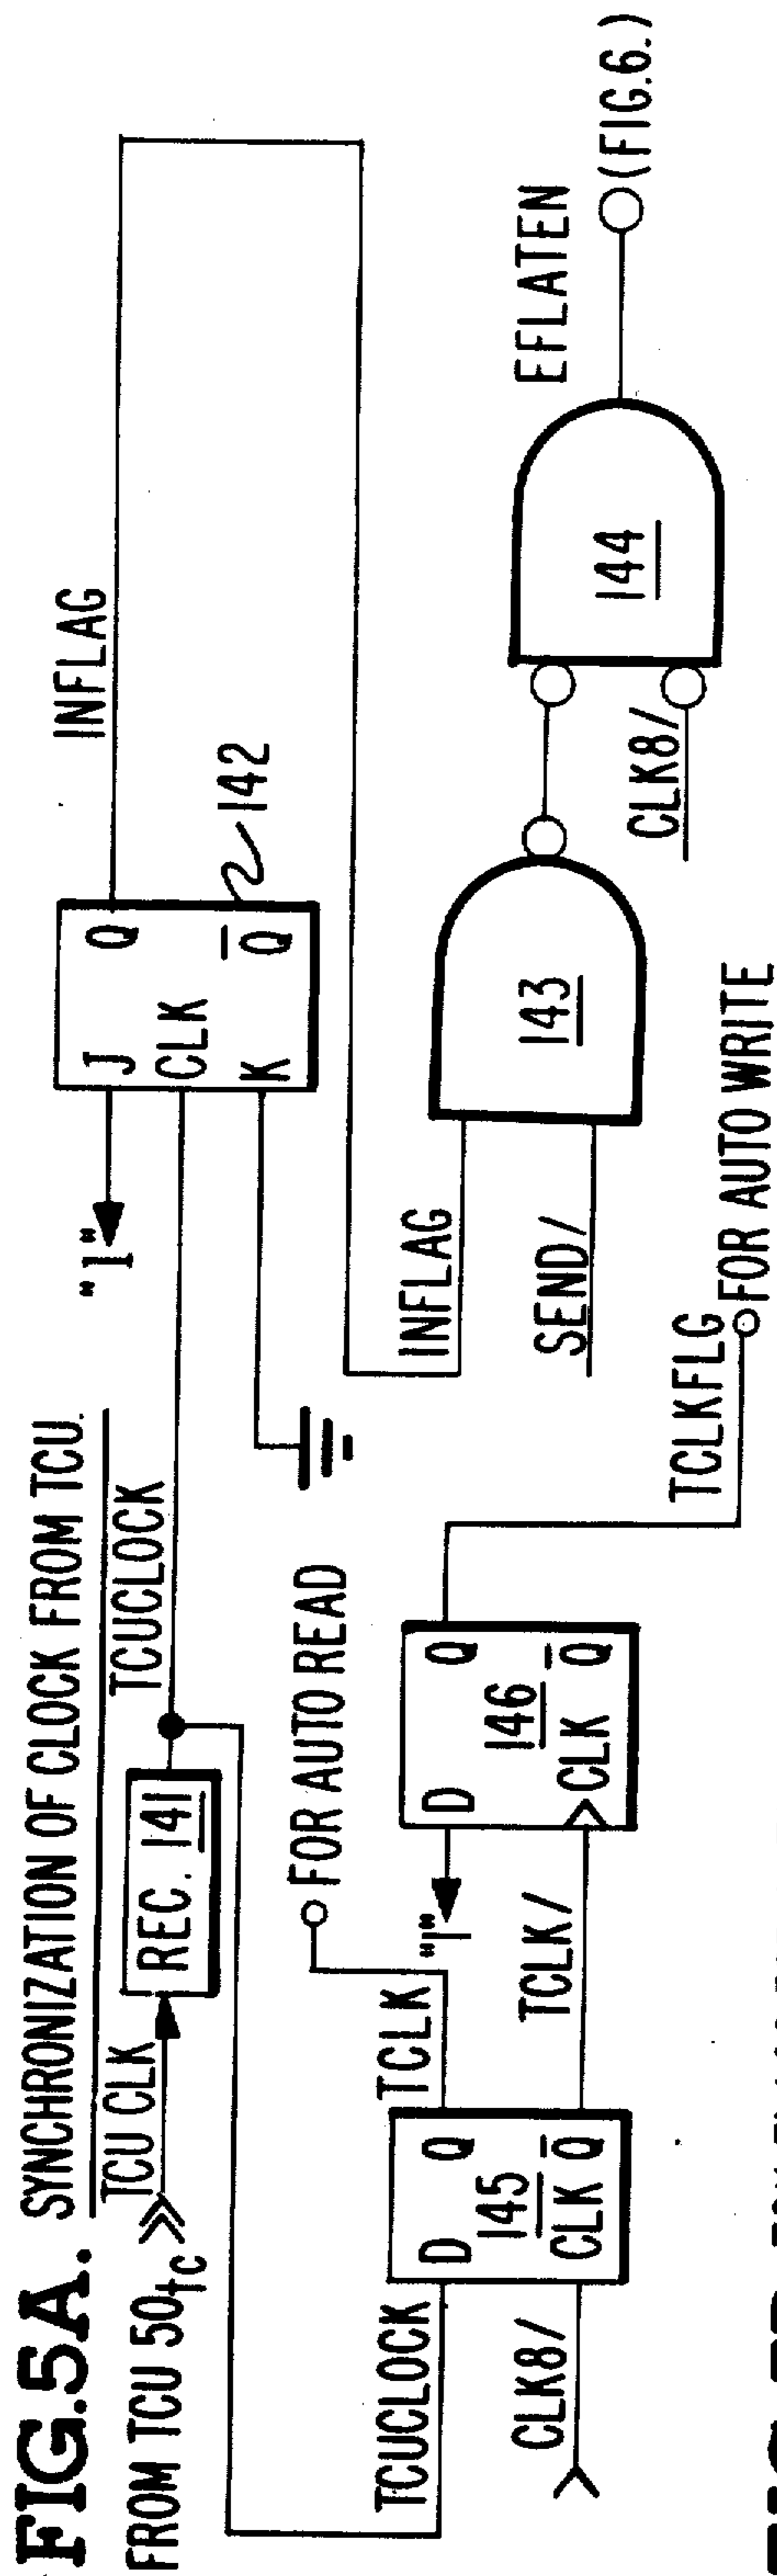 FIG.5A. SYNCHRONIZATION OF CLOCK FROM TCU.
FROM TCU 50tc
TCU CLK
REC. 141
TCUCLOCK
"1"
J Q
CLK
K Q̅
142
INFLAG
FOR AUTO READ
TCUCLOCK
D Q
145
CLK Q̅
CLK8/
TCLK
TCLK/
"1"
D Q
146
CLK Q̅
TCLKFLG
FOR AUTO WRITE
INFLAG
SEND/
143
CLK8/
144
EFLATEN
(FIG.6.)